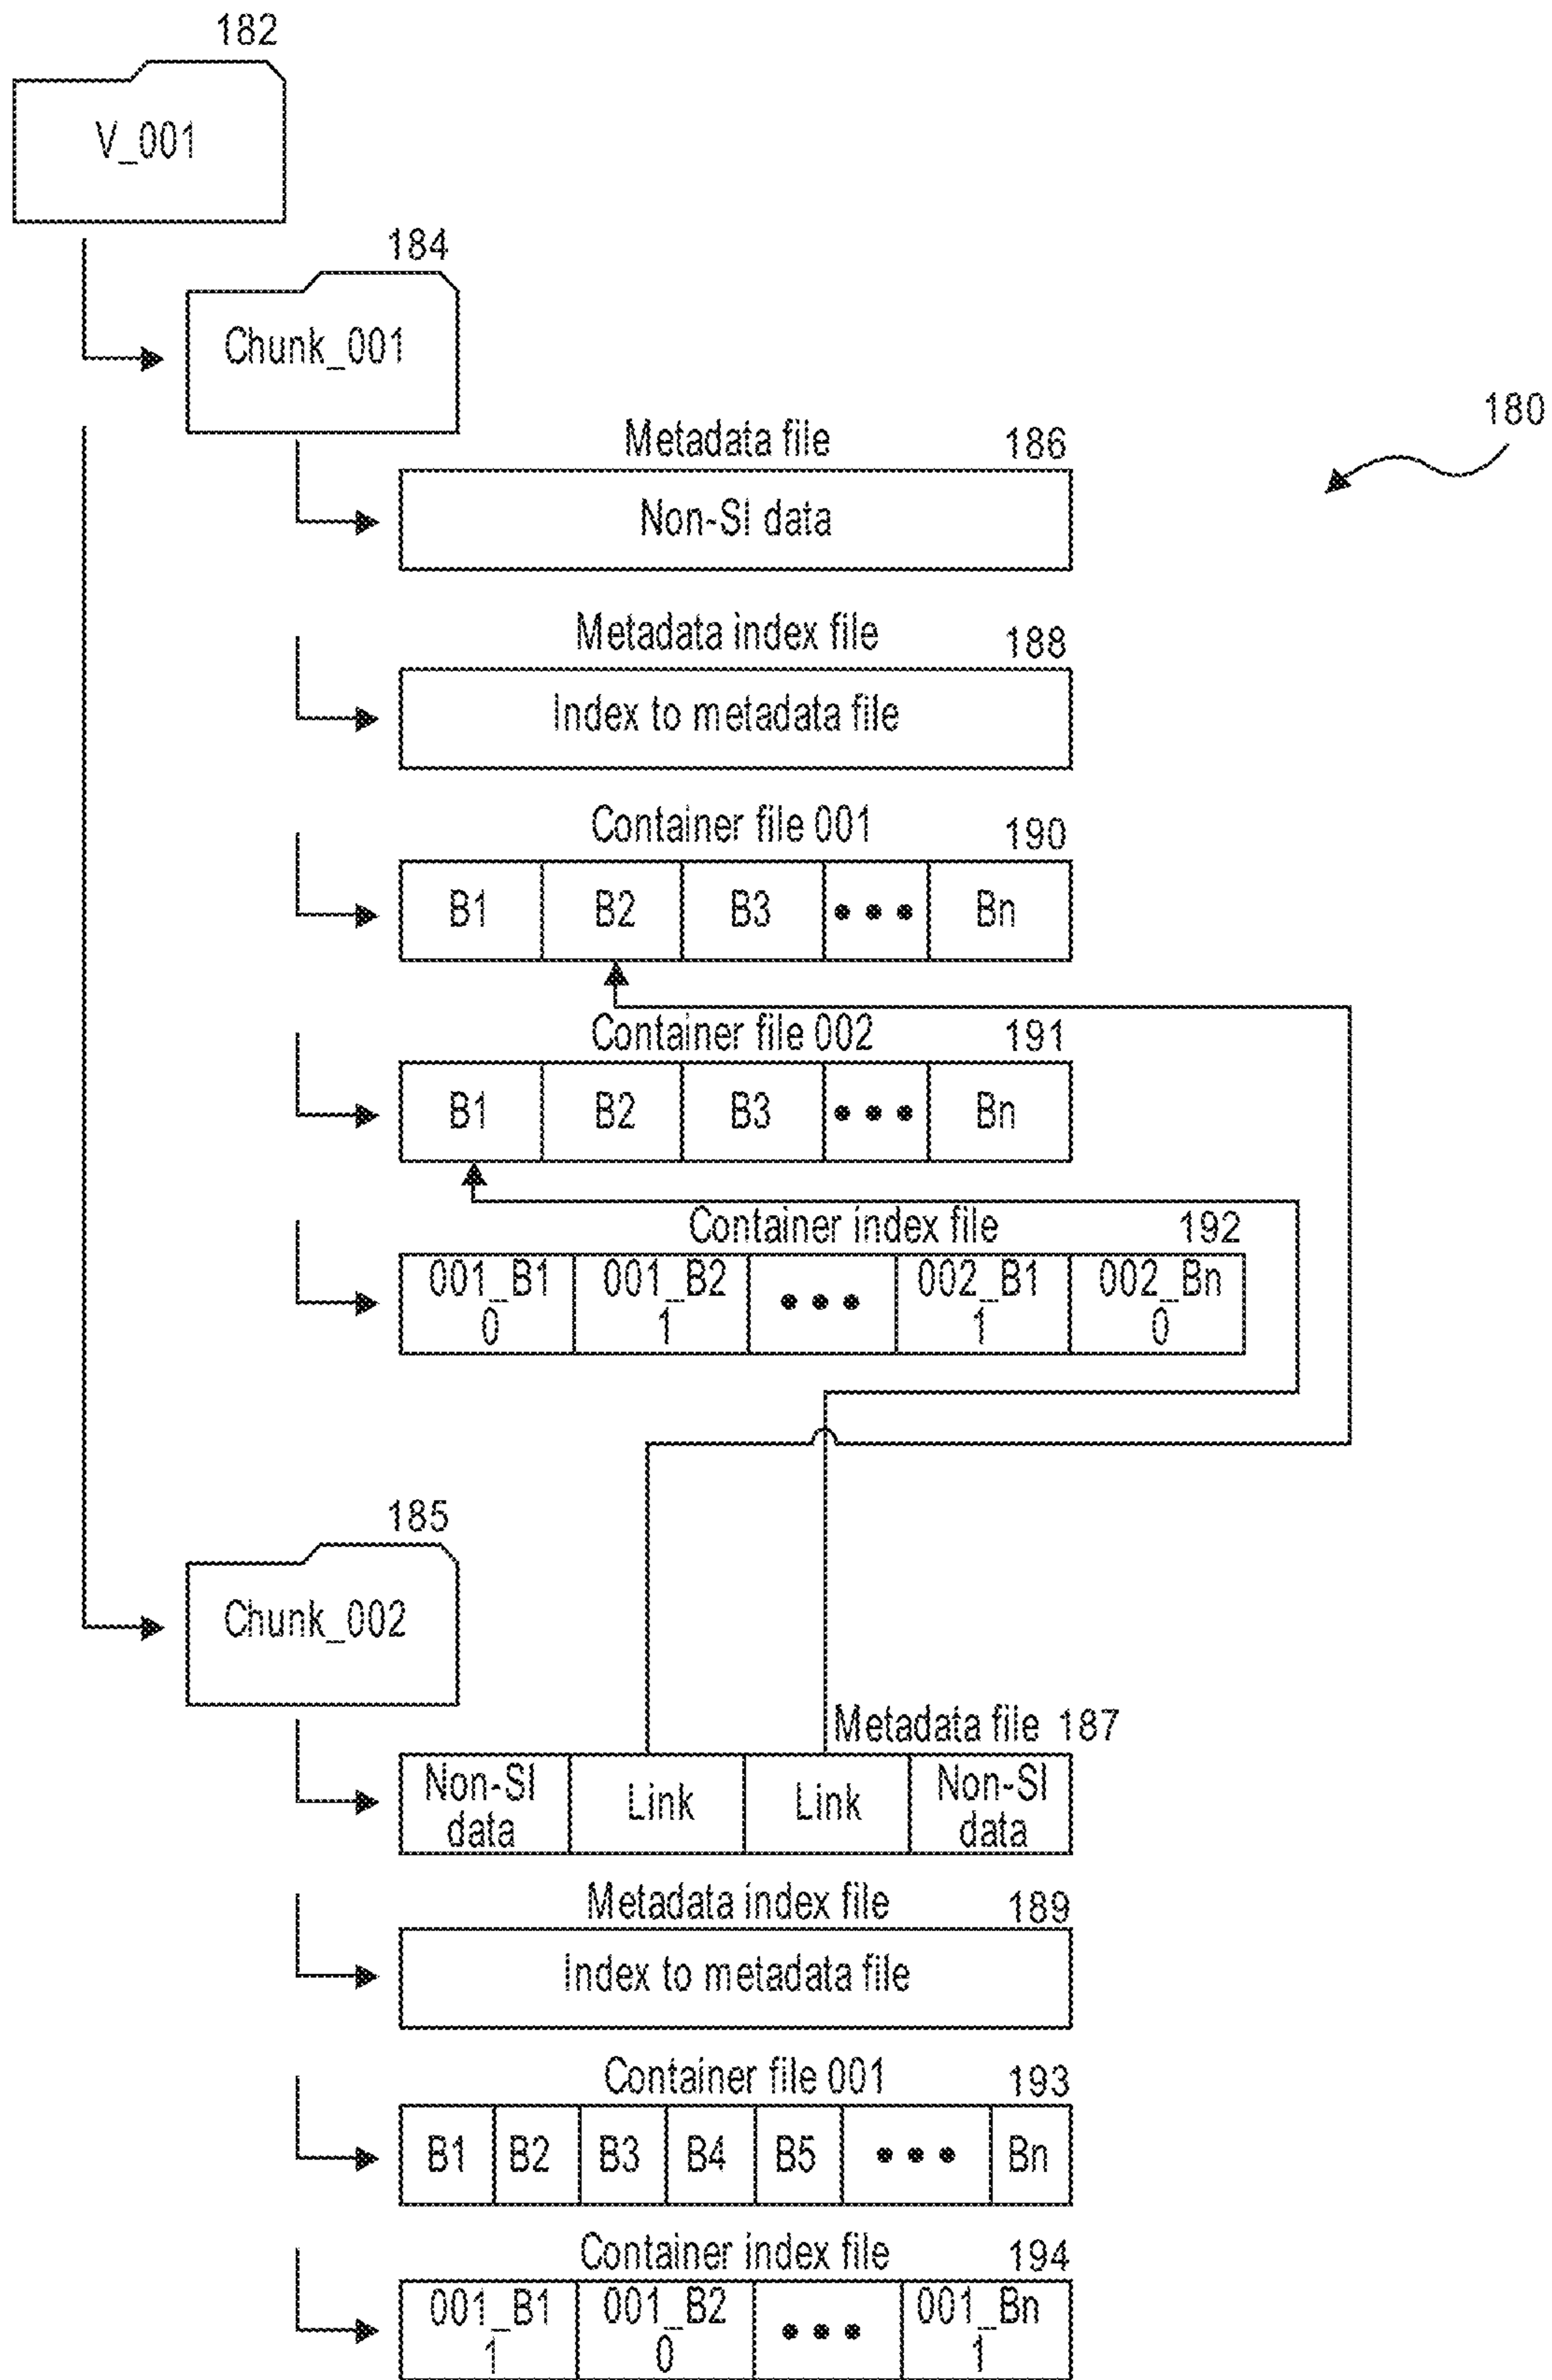 182
V_001
184
Chunk_001
180
Metadata file 186
Non-SI data
Metadata index file 188
Index to metadata file
Container file 001 190
B1 B2 B3 ••• Bn
Container file 002 191
B1 B2 B3 ••• Bn
Container index file 192
001_B1 001_B2 ••• 002_B1 002_Bn
0 1 1 0
185
Chunk_002
Metadata file 187
Non-SI Link Link Non-SI
data data
Metadata index file 189
Index to metadata file
Container file 001 193
B1 B2 B3 B4 B5 ••• Bn
Container index file 194
001_B1 001_B2 ••• 001_Bn
1 0 1